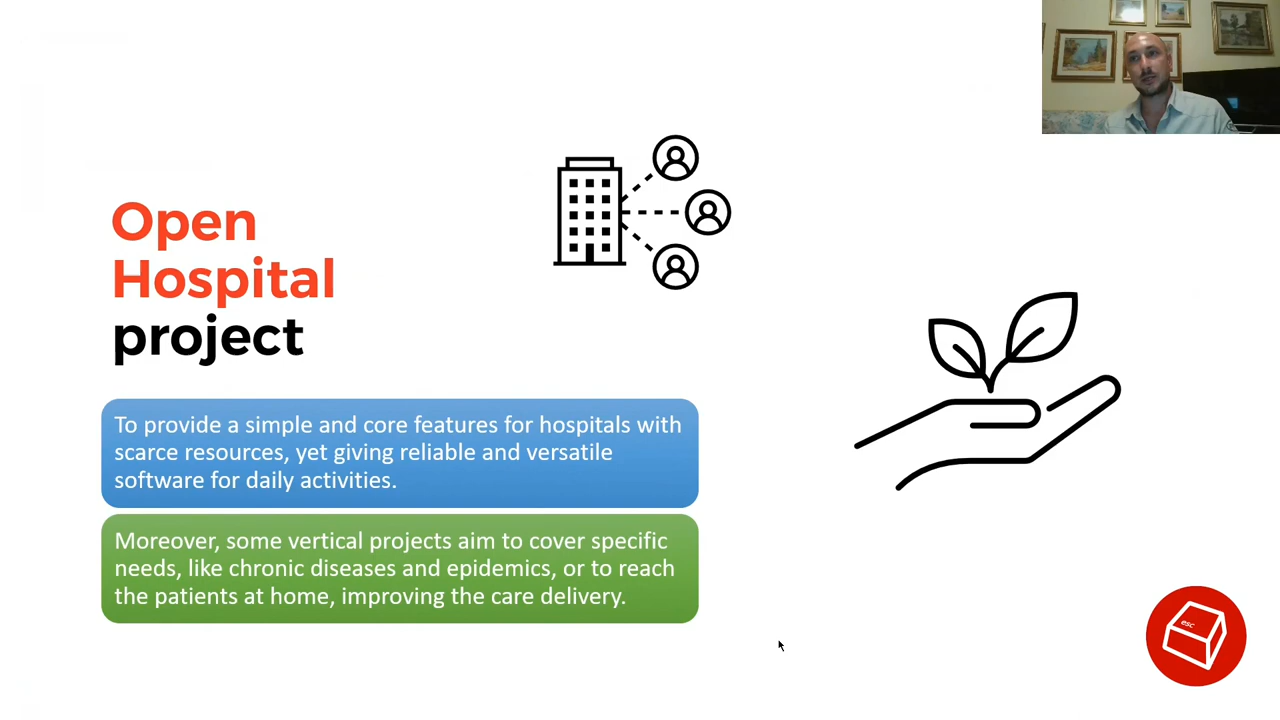 Open
Hospital
project
To provide a simple and core features for hospitals with
scarce resources, yet giving reliable and versatile
software for daily activities.
Moreover, some vertical projects aim to cover specific
needs, like chronic diseases and epidemics, or to reach
the patients at home, improving the care delivery.
esc